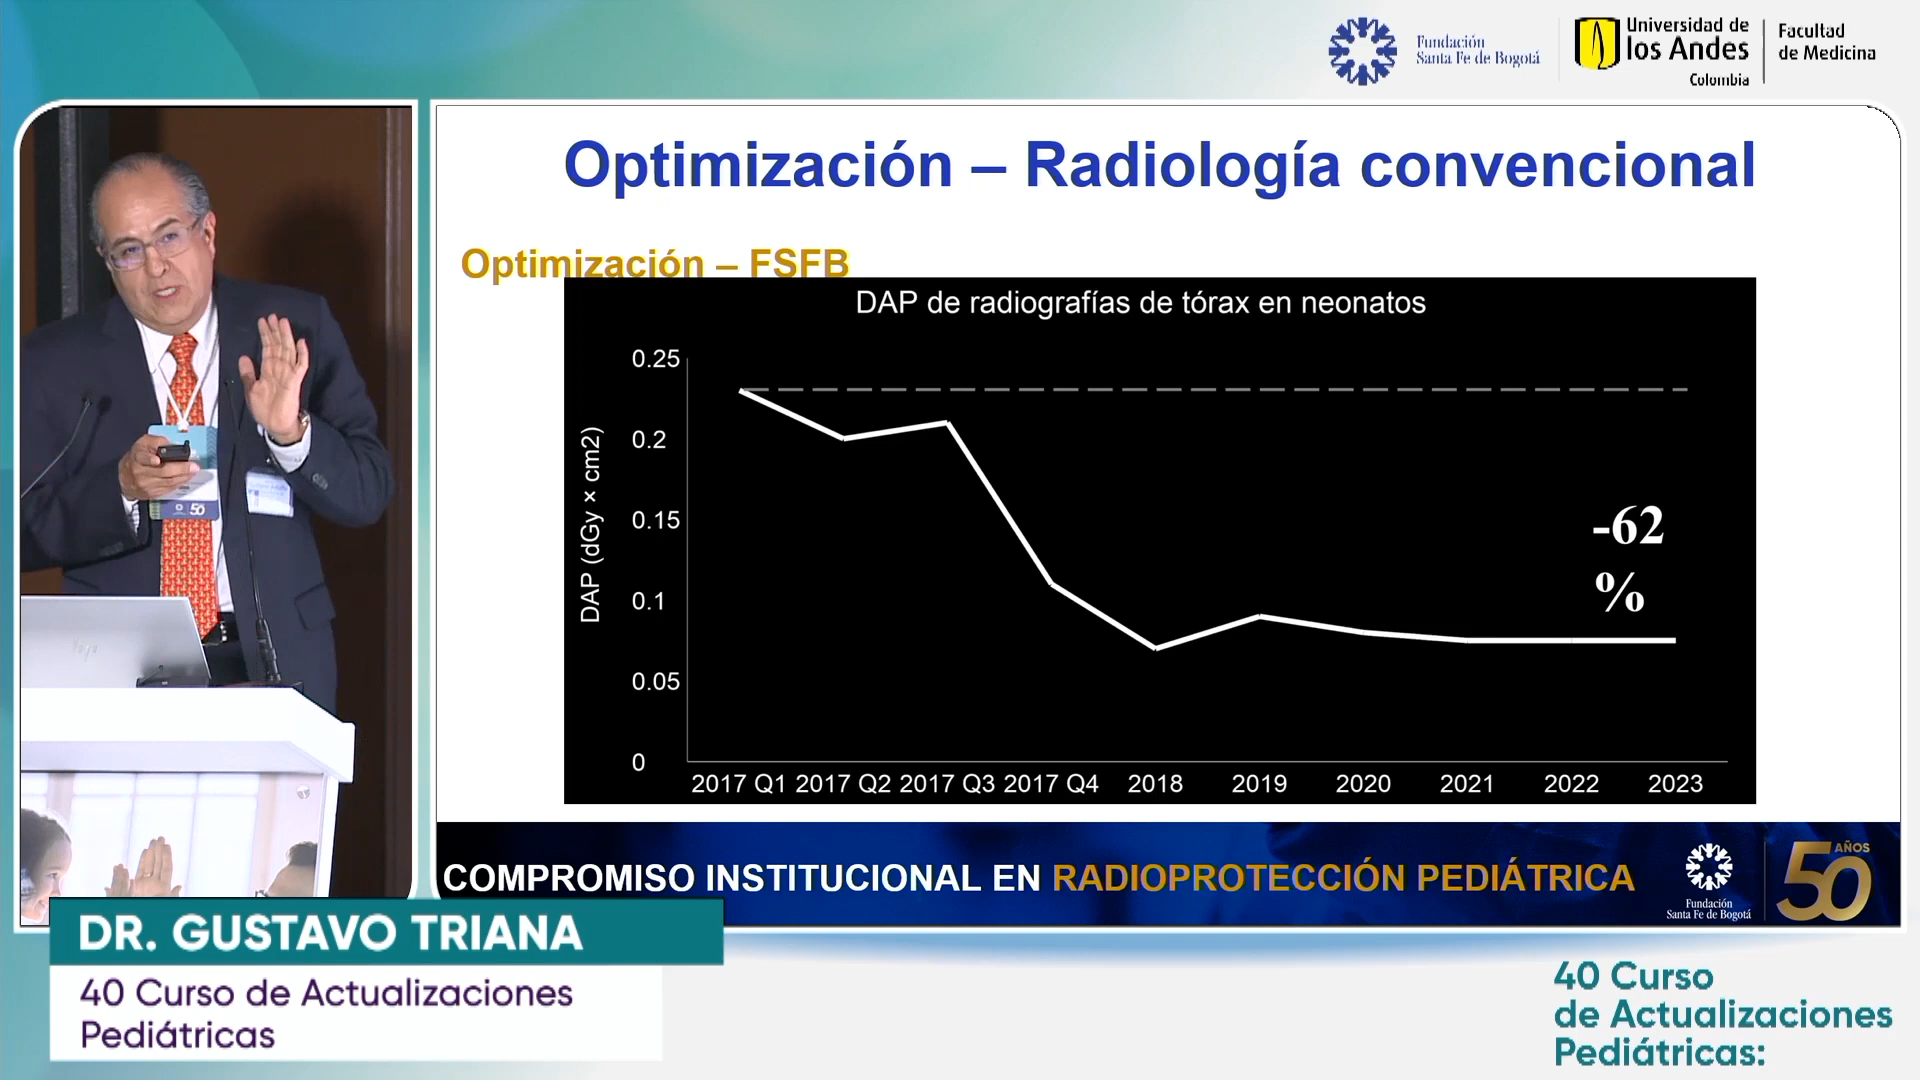 Fundación
Santa Fe de Bogotá
Universidad de
los Andes
Colombia
Facultad
de Medicina
Optimización – Radiología convencional
Optimización – FSFB
DAP de radiografías de tórax en neonatos
DAP (dGy × cm2)
0.25
0.2
0.15
0.1
0.05
0
-62
%
2017 Q1 2017 Q2 2017 Q3 2017 Q4 2018 2019 2020 2021 2022 2023
COMPROMISO INSTITUCIONAL EN RADIOPROTECCIÓN PEDIÁTRICA
Fundación
Santa Fe de Bogotá
50 AÑOS
50
DR. GUSTAVO TRIANA
40 Curso de Actualizaciones
Pediátricas
40 Curso
de Actualizaciones
Pediátricas: